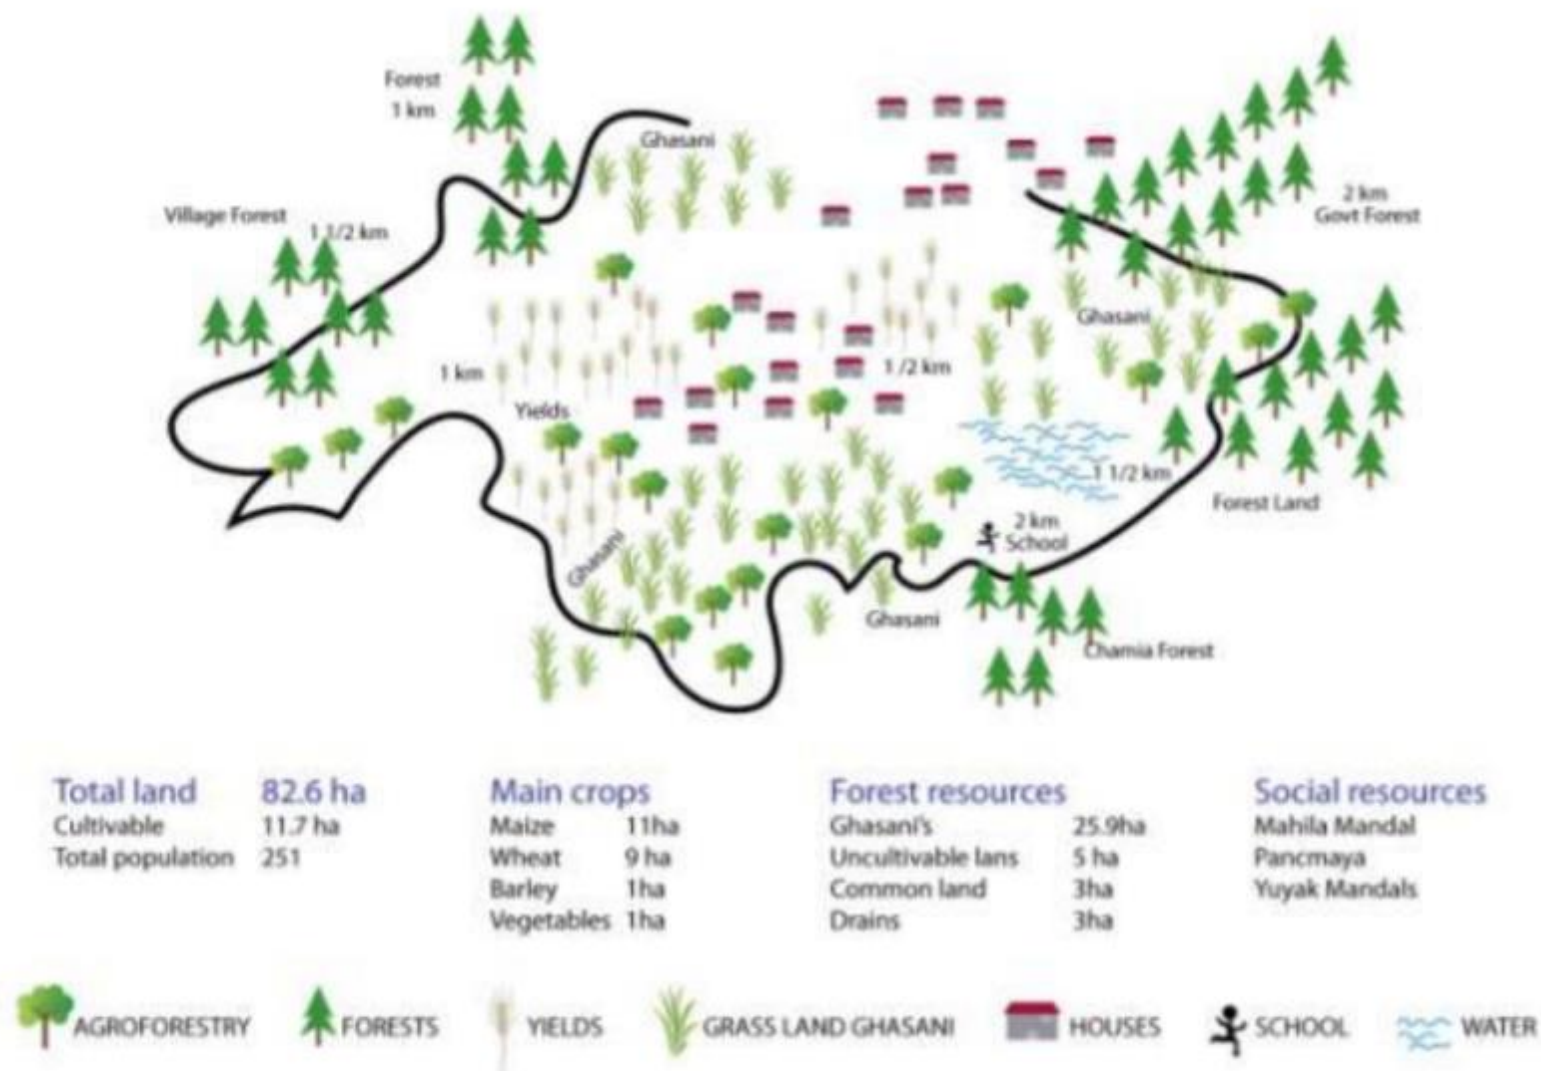 Forest
1 km
Ghasani
Village Forest
1 1/2 km
2 km
Govt Forest
Ghasani
1 km
1 /2 km
Yields
1 1/2 km
Forest Land
2 km
School
Ghasani
Ghasani
Chamia Forest
Total land 82.6 ha
Cultivable 11.7 ha
Total population 251
Main crops
Maize 11ha
Wheat 9 ha
Barley 1ha
Vegetables 1ha
Forest resources
Ghasani's 25.9ha
Uncultivable lans 5 ha
Common land 3ha
Drains 3ha
Social resources
Mahila Mandal
Pancmaya
Yuyak Mandals
AGROFORESTRY FORESTS YIELDS GRASS LAND GHASANI HOUSES SCHOOL WATER